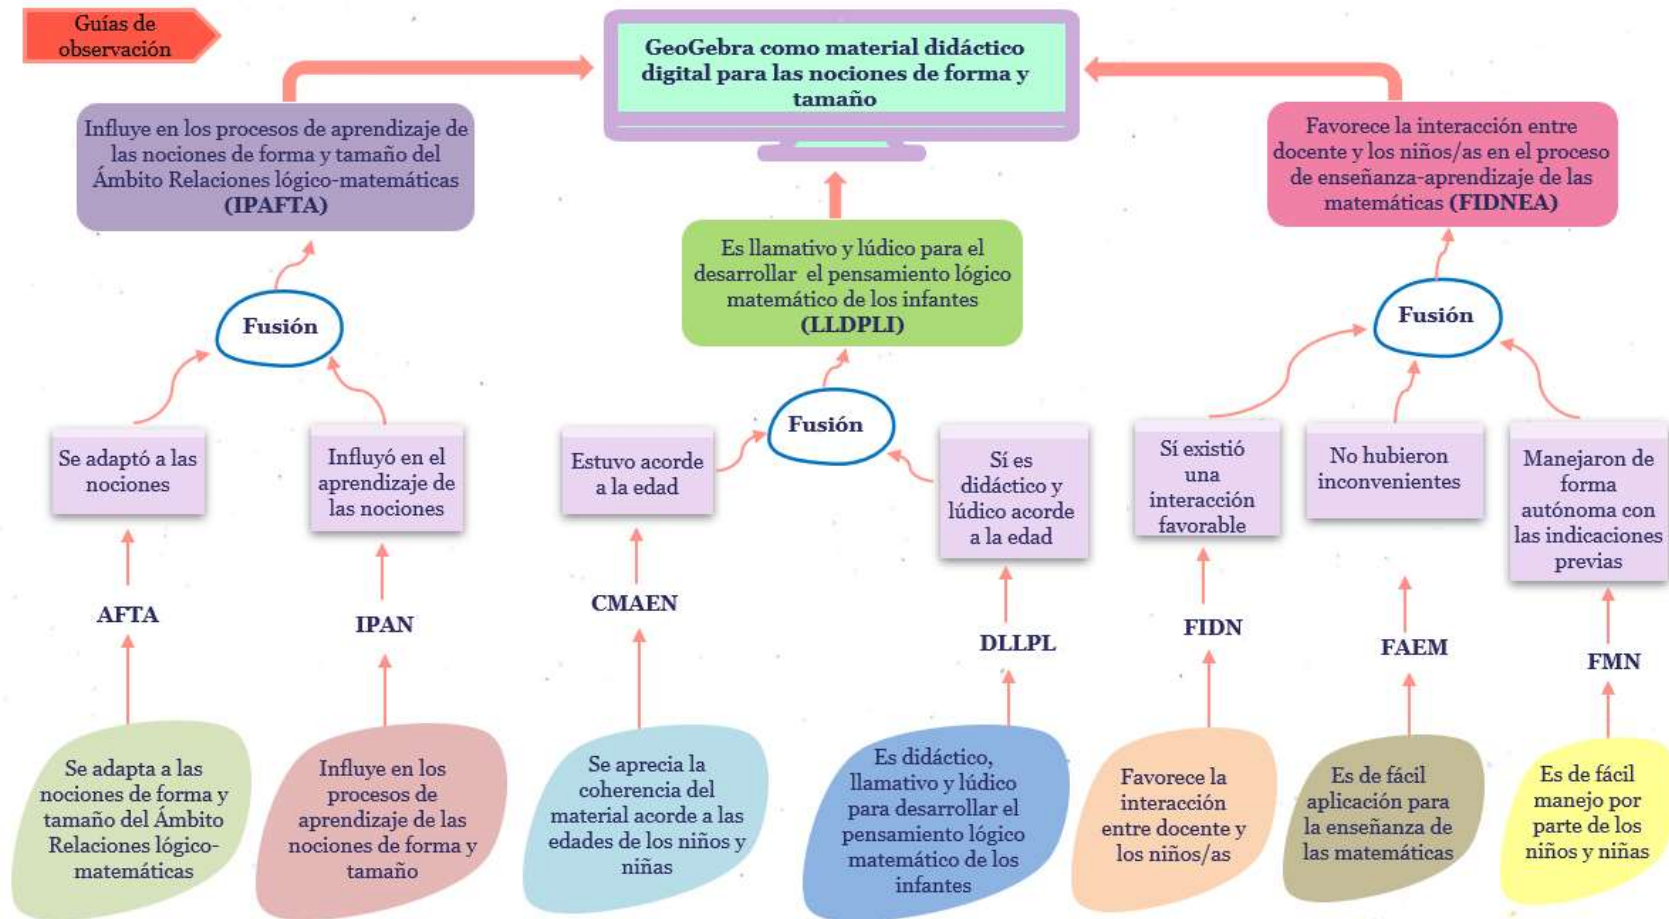 Guías de
observación
GeoGebra como material didáctico
digital para las nociones de forma y
tamaño
Influye en los procesos de aprendizaje de
las nociones de forma y tamaño del
Ámbito Relaciones lógico-matemáticas
(IPAFTA)
Favorece la interacción entre
docente y los niños/as en el proceso
de enseñanza-aprendizaje de las
matemáticas (FIDNEA)
Es llamativo y lúdico para el
desarrollar el pensamiento lógico
matemático de los infantes
(LLDPLI)
Fusión
Fusión
Fusión
Se adaptó a las
nociones
Influyó en el
aprendizaje de
las nociones
Estuvo acorde
a la edad
Sí es
didáctico y
lúdico acorde
a la edad
Sí existió
una
interacción
favorable
No hubieron
inconvenientes
Manejaron de
forma
autónoma con
las indicaciones
previas
AFTA
IPAN
CMAEN
DLLPL
FIDN
FAEM
FMN
Se adapta a las
nociones de forma y
tamaño del Ámbito
Relaciones lógico-
matemáticas
Influye en los
procesos de
aprendizaje de las
nociones de forma y
tamaño
Se aprecia la
coherencia del
material acorde a las
edades de los niños y
niñas
Es didáctico,
llamativo y lúdico
para desarrollar el
pensamiento lógico
matemático de los
infantes
Favorece la
interacción
entre docente y
los niños/as
Es de fácil
aplicación para
la enseñanza de
las matemáticas
Es de fácil
manejo por
parte de los
niños y niñas